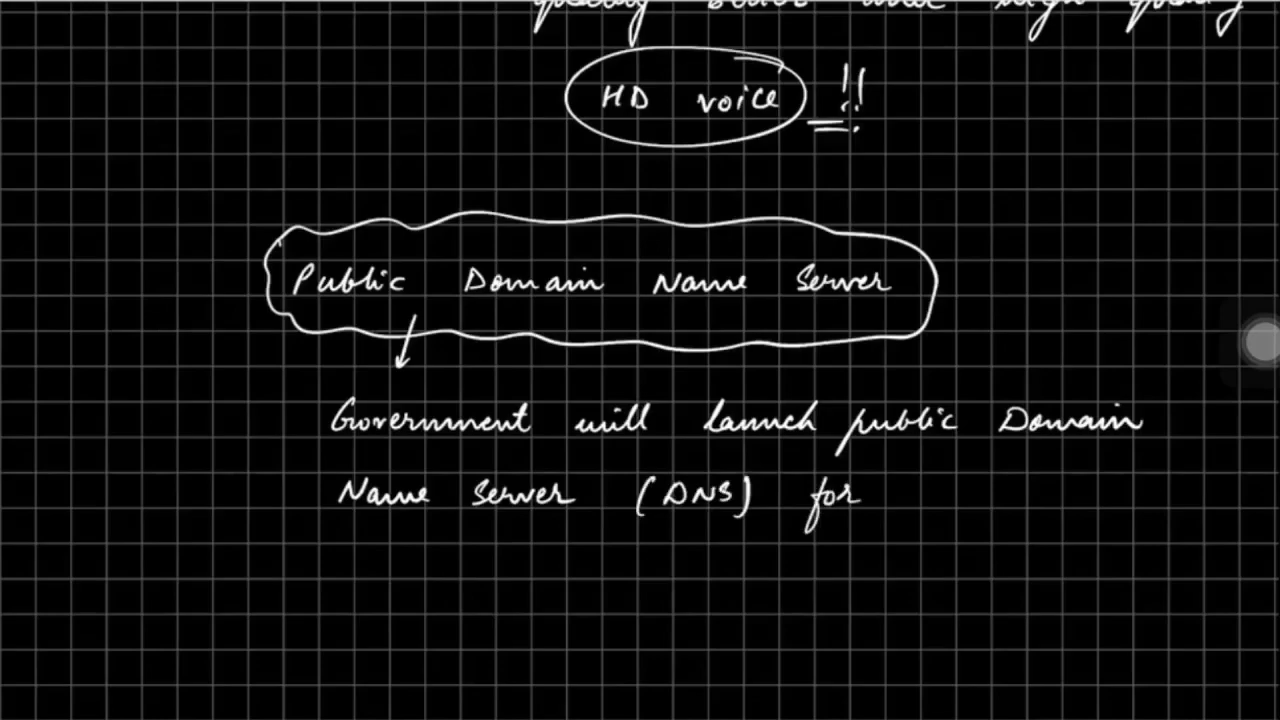 HD voice !!
Public Domain Name Server
Government will launch public Domain
Name Server (DNS) for